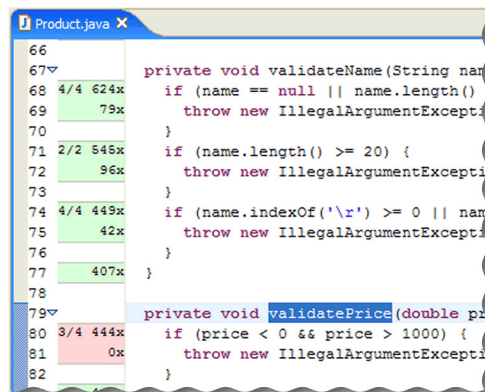 Product.java
66
67 private void validateName(String nam
68 4/4 624x if (name == null || name.length()
69 79x throw new IllegalArgumentExcepti
70 }
71 2/2 545x if (name.length() >= 20) {
72 96x throw new IllegalArgumentExcepti
73 }
74 4/4 449x if (name.indexOf('\r') >= 0 || nam
75 42x throw new IllegalArgumentExcepti
76 }
77 407x }
78
79 private void validatePrice(double pr
80 3/4 444x if (price < 0 && price > 1000) {
81 0x throw new IllegalArgumentExcepti
82 }